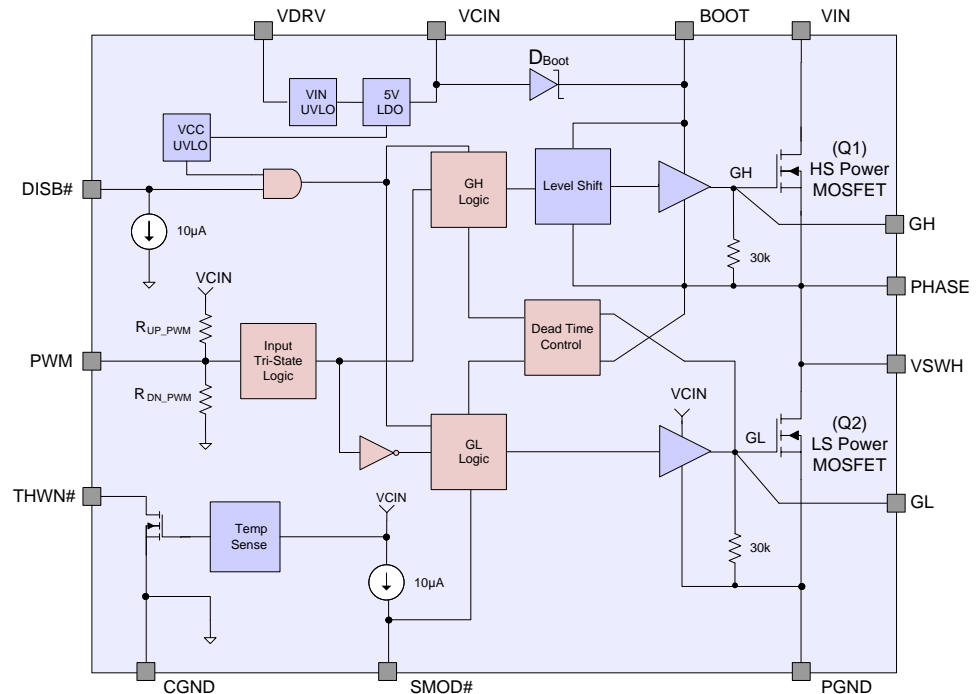 VDRV
VCIN
BOOT
VIN
DBoot
VIN
UVLO
5V
LDO
VCC
UVLO
(Q1)
HS Power
MOSFET
DISB#
GH
Logic
Level Shift
GH
GH
10µA
30k
VCIN
PHASE
RUP_PWM
Dead Time
Control
PWM
Input
Tri-State
Logic
VSWH
RDN_PWM
VCIN
(Q2)
LS Power
MOSFET
GL
Logic
GL
THWN#
VCIN
GL
Temp
Sense
30k
10µA
CGND
SMOD#
PGND